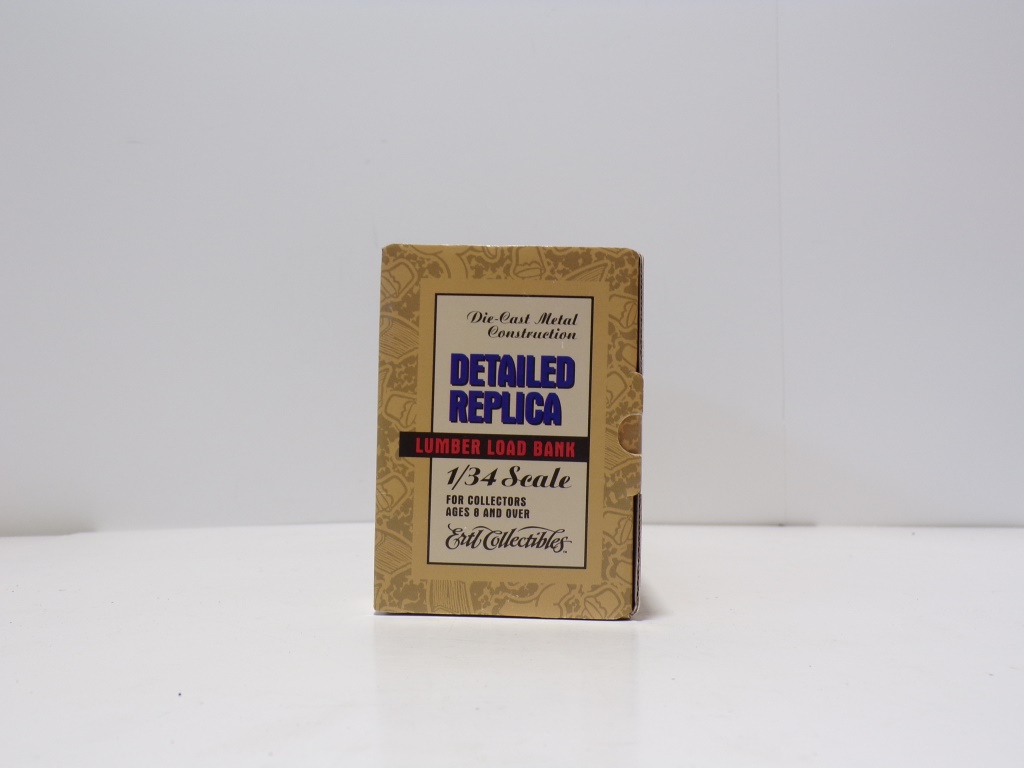 Die-Cast Metal
Construction
DETAILED
REPLICA
LUMBER LOAD BANK
1/34 Scale
FOR COLLECTORS
AGES 8 AND OVER
Ertl Collectibles™